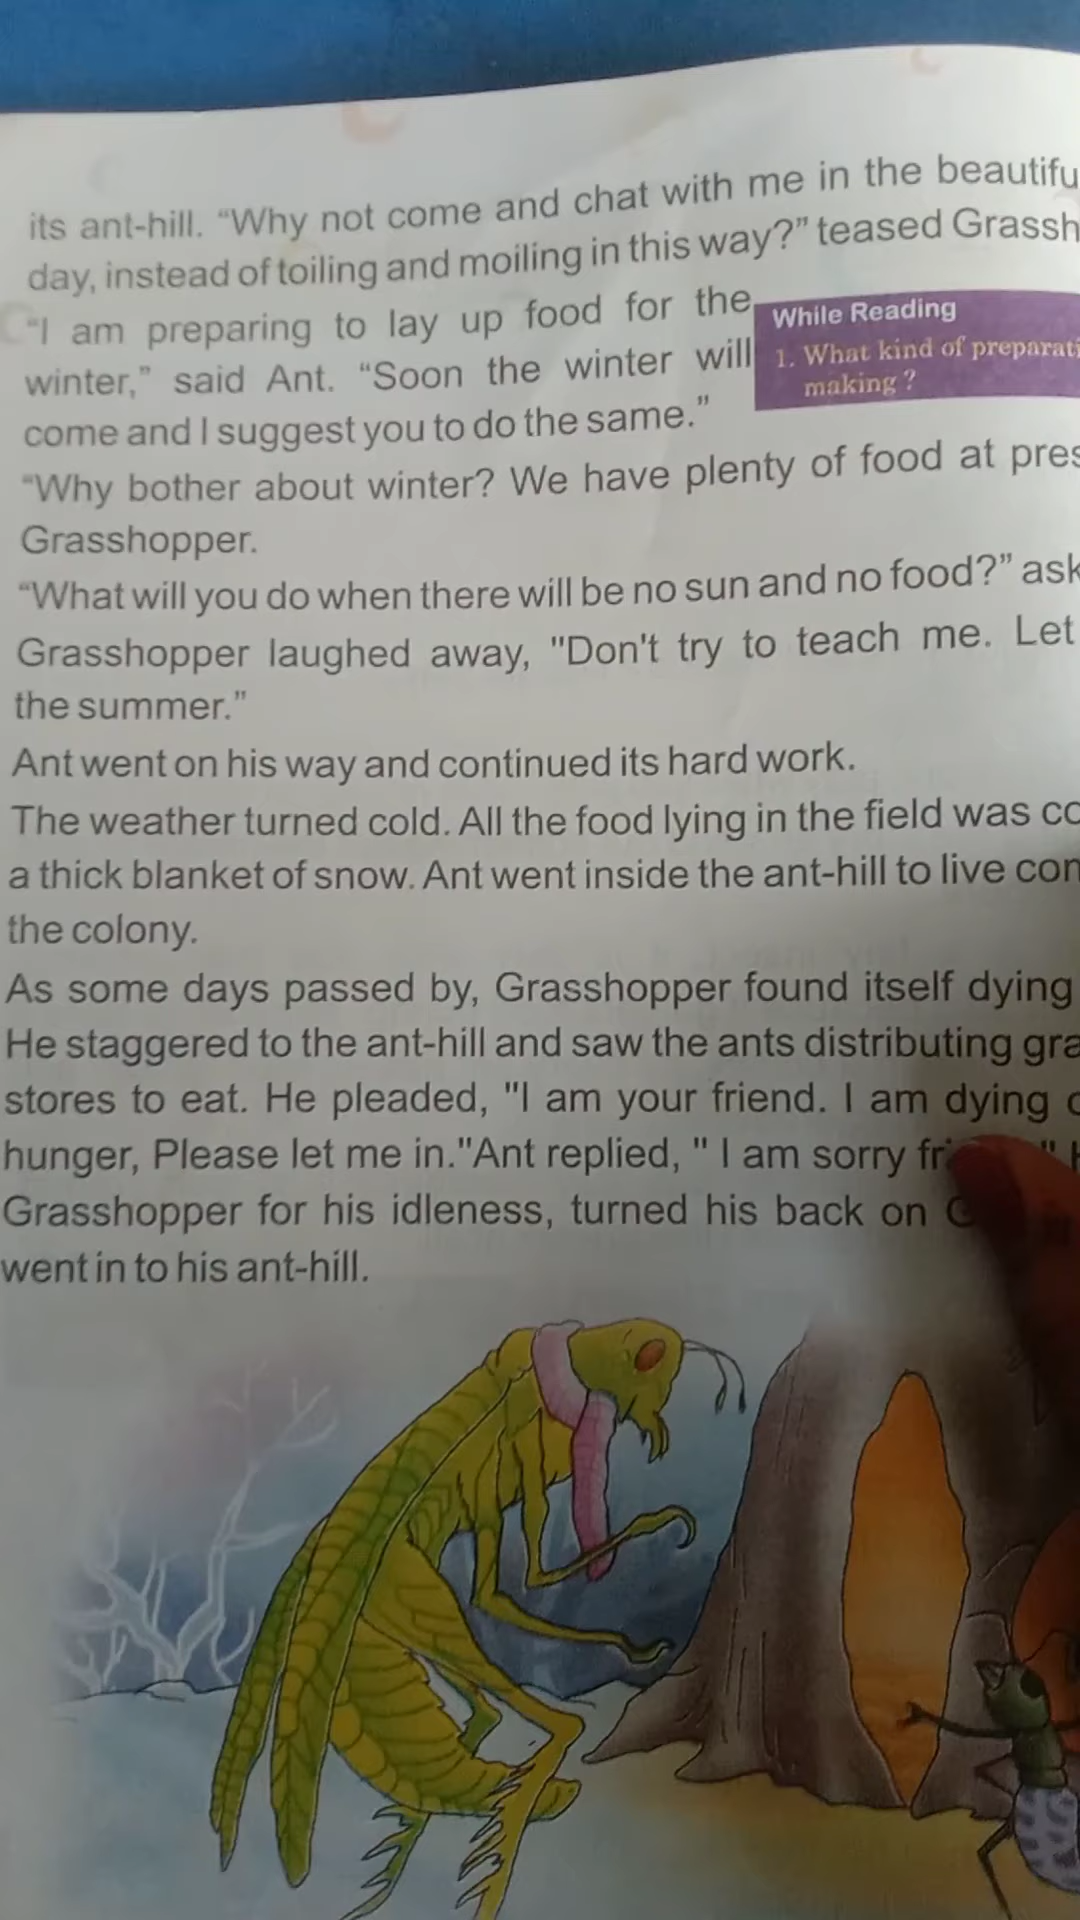 its ant-hill. “Why not come and chat with me in the beautifu
day, instead of toiling and moiling in this way?” teased Grassh
“I am preparing to lay up food for the
winter,” said Ant. “Soon the winter will
come and I suggest you to do the same.”
While Reading
1. What kind of preparati
making ?
“Why bother about winter? We have plenty of food at pres
Grasshopper.
“What will you do when there will be no sun and no food?” ask
Grasshopper laughed away, "Don't try to teach me. Let
the summer.”
Ant went on his way and continued its hard work.
The weather turned cold. All the food lying in the field was co
a thick blanket of snow. Ant went inside the ant-hill to live com
the colony.
As some days passed by, Grasshopper found itself dying
He staggered to the ant-hill and saw the ants distributing gra
stores to eat. He pleaded, "I am your friend. I am dying
hunger, Please let me in."Ant replied, " I am sorry fri
Grasshopper for his idleness, turned his back on G
went in to his ant-hill.